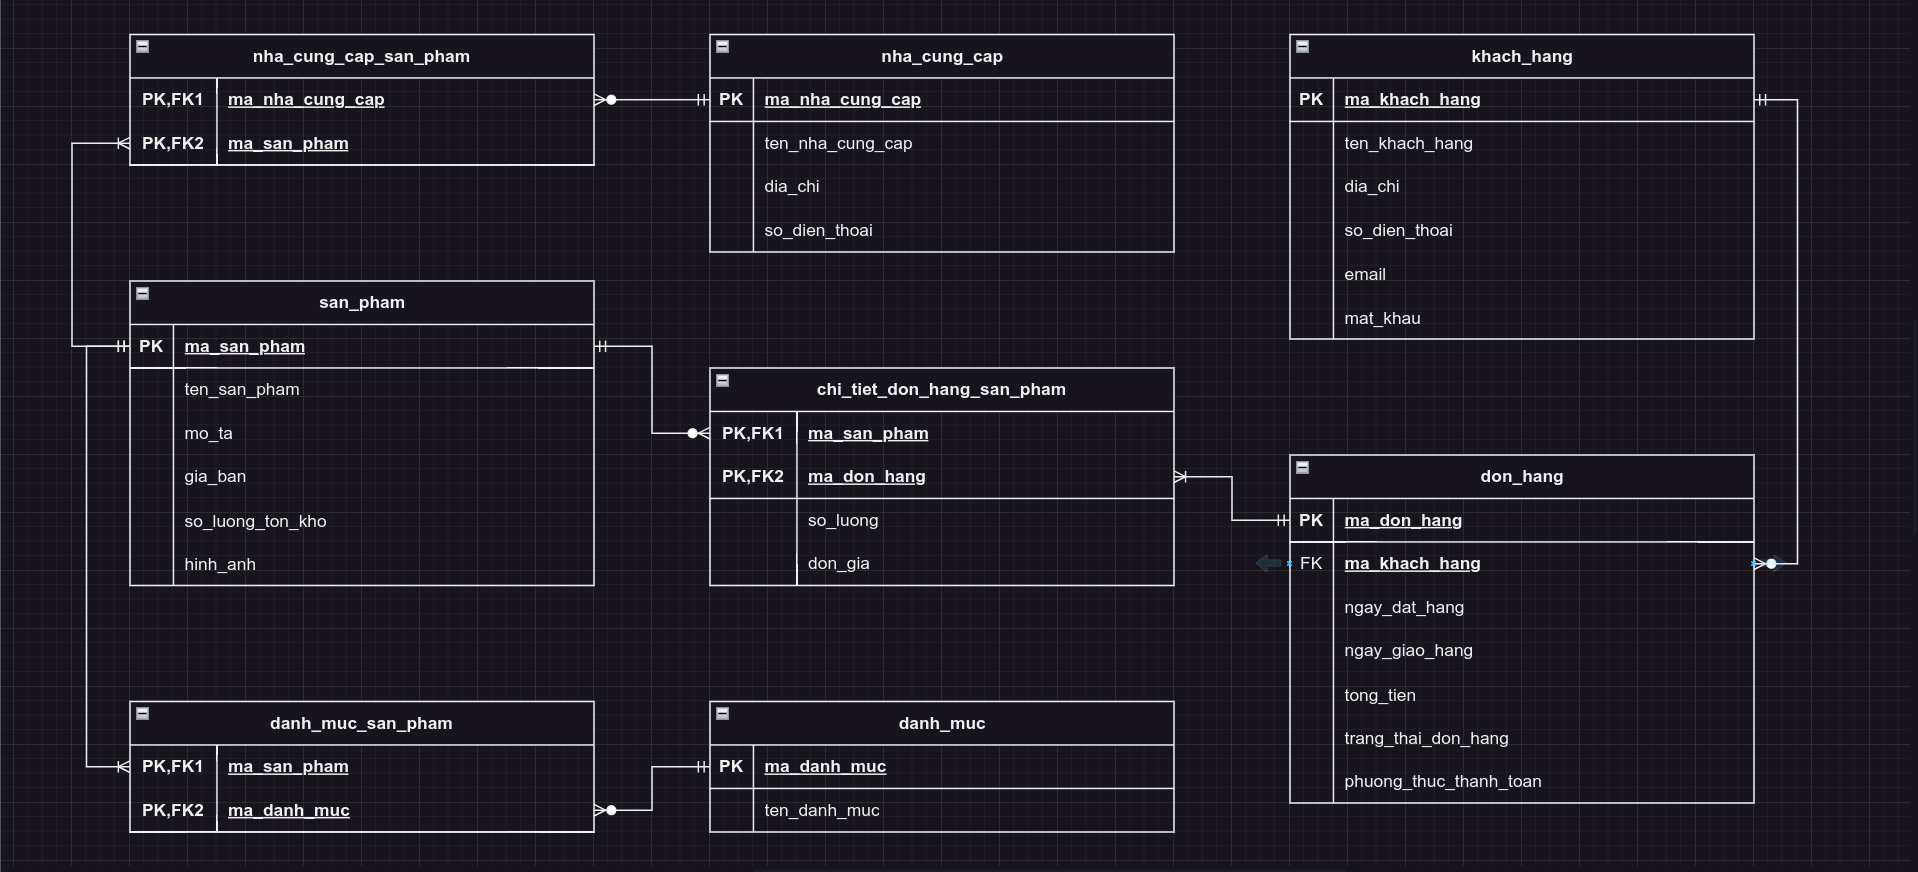 nha_cung_cap_san_pham
PK,FK1 ma_nha_cung_cap
PK,FK2 ma_san_pham
nha_cung_cap
PK ma_nha_cung_cap
ten_nha_cung_cap
dia_chi
so_dien_thoai
khach_hang
PK ma_khach_hang
ten_khach_hang
dia_chi
so_dien_thoai
email
mat_khau
san_pham
PK ma_san_pham
ten_san_pham
mo_ta
gia_ban
so_luong_ton_kho
hinh_anh
chi_tiet_don_hang_san_pham
PK,FK1 ma_san_pham
PK,FK2 ma_don_hang
so_luong
don_gia
don_hang
PK ma_don_hang
FK ma_khach_hang
ngay_dat_hang
ngay_giao_hang
tong_tien
trang_thai_don_hang
phuong_thuc_thanh_toan
danh_muc_san_pham
PK,FK1 ma_san_pham
PK,FK2 ma_danh_muc
danh_muc
PK ma_danh_muc
ten_danh_muc